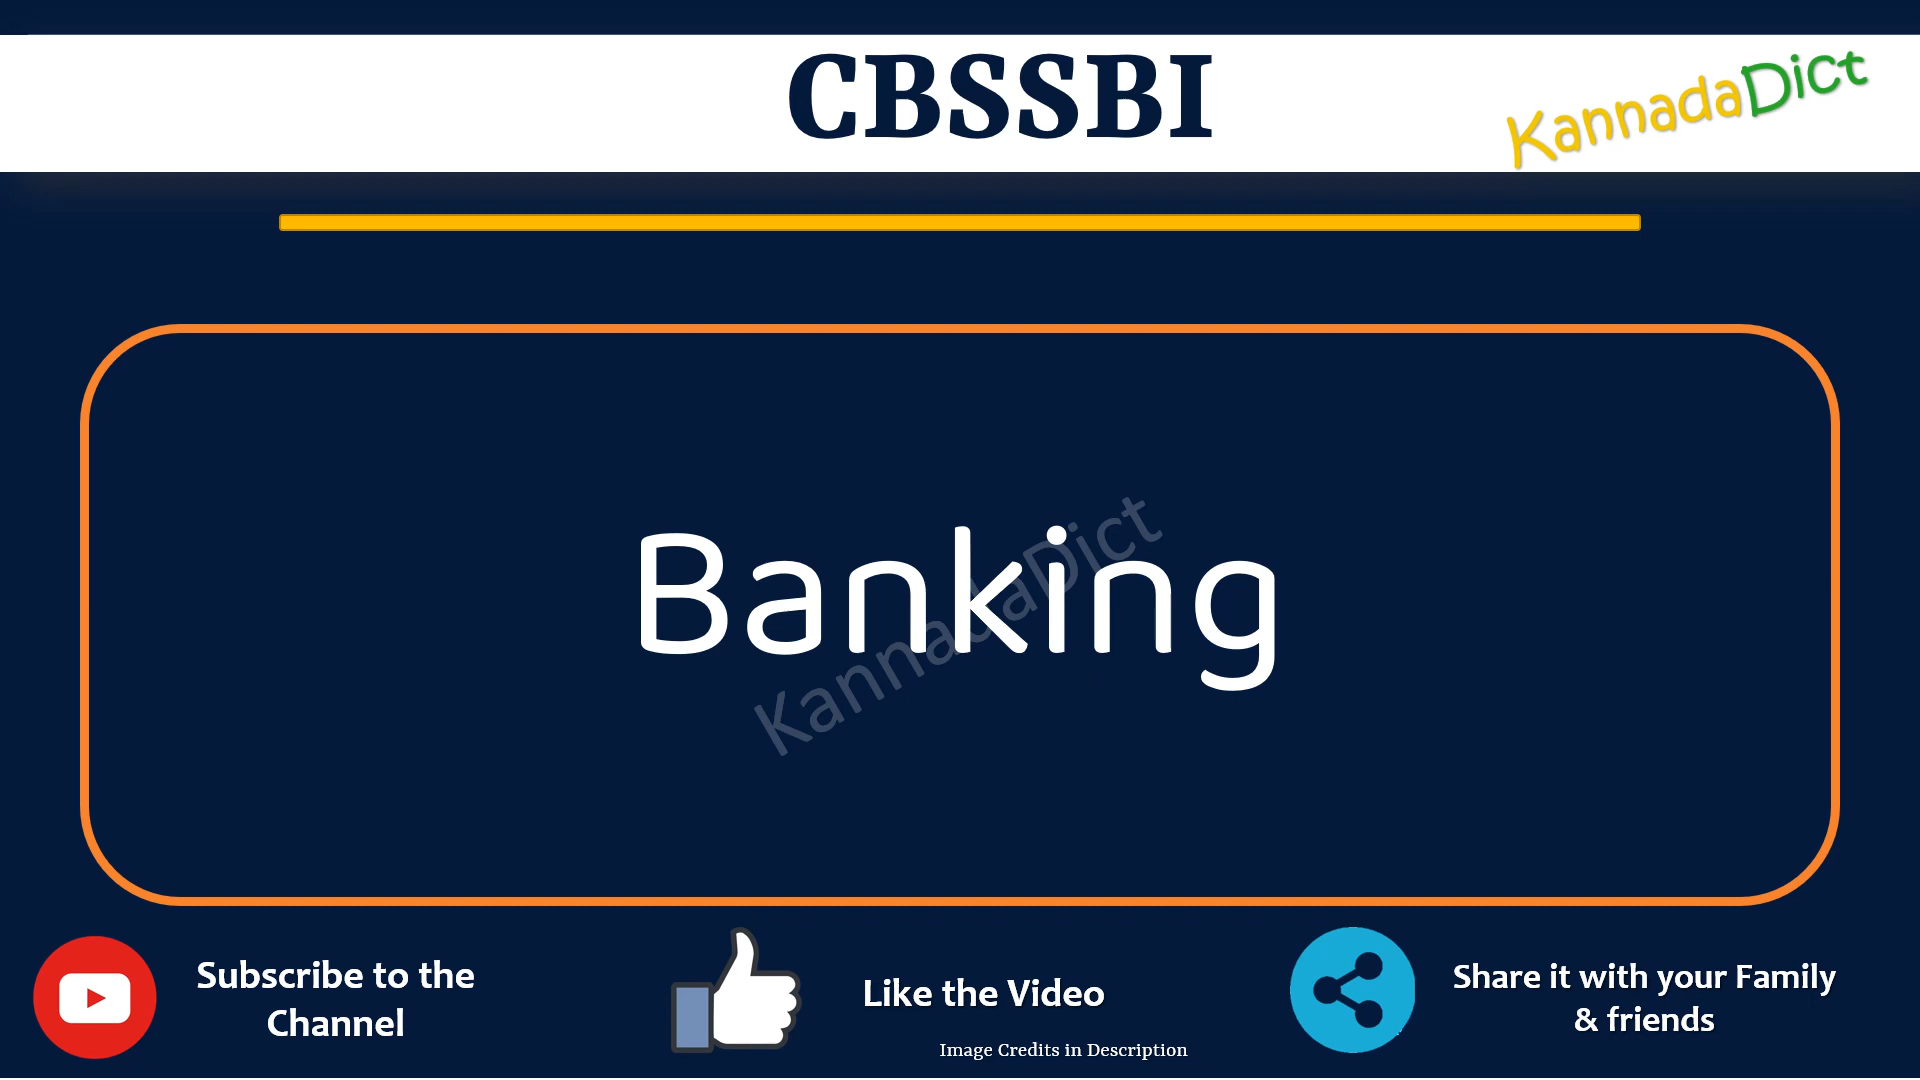 CBSSBI
KannadaDict
Banking
KannadaDict
Subscribe to the
Channel
Like the Video
Share it with your Family
& friends
Image Credits in Description